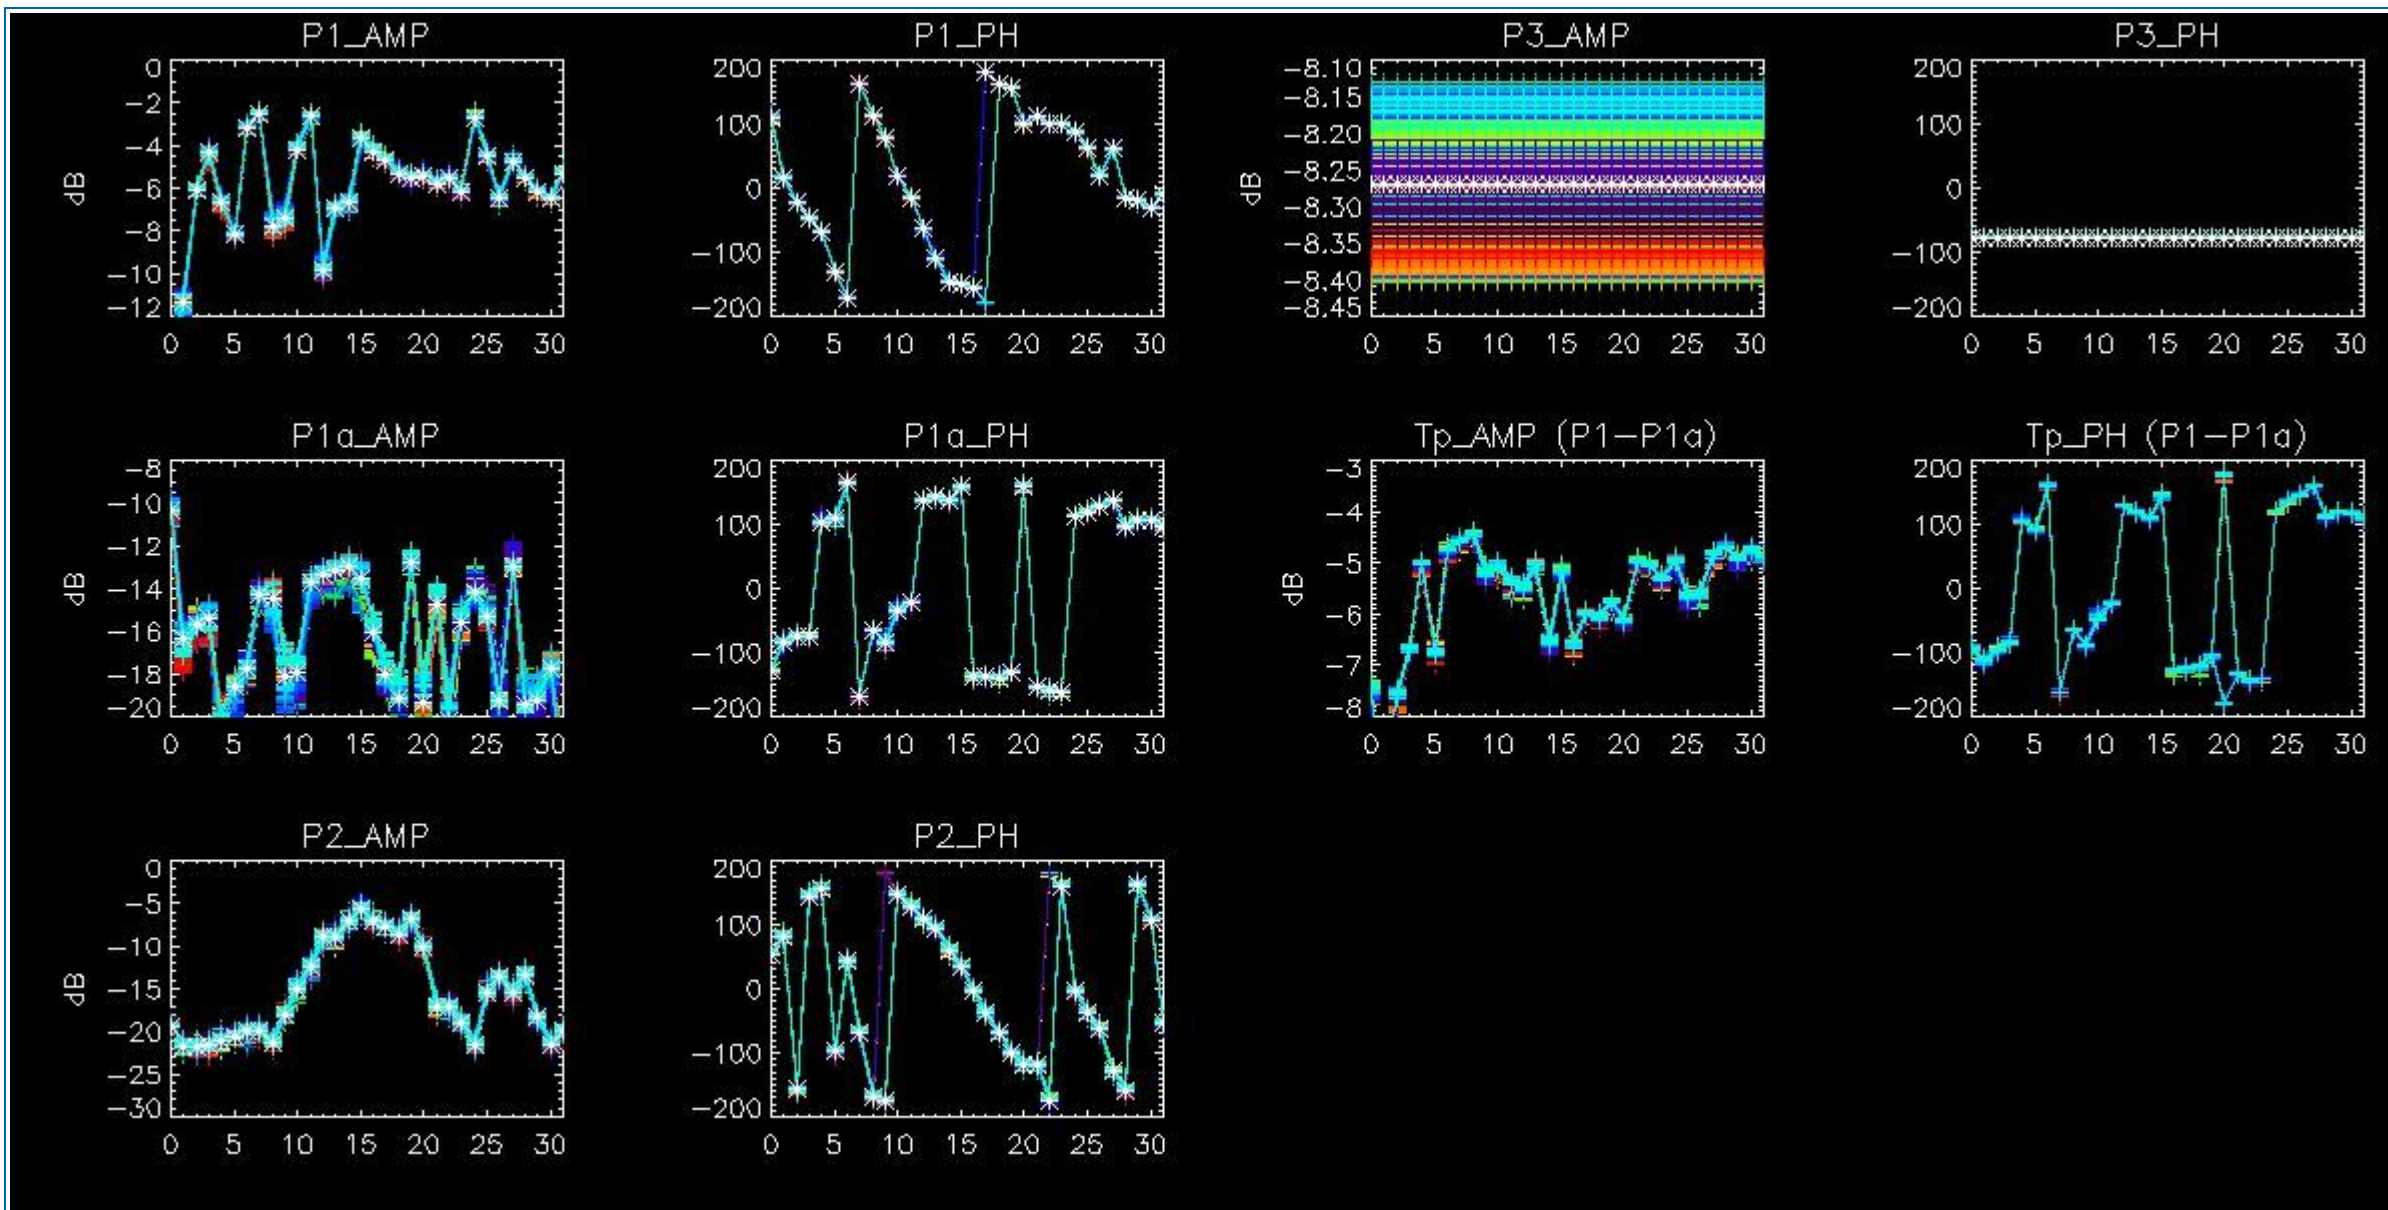 P1_AMP
0
−2
−4
−6
−8
−10
−12
dB
0 5 10 15 20 25 30
P1_PH
200
100
0
−100
−200
0 5 10 15 20 25 30
P3_AMP
−8.10
−8.15
−8.20
−8.25
−8.30
−8.35
−8.40
−8.45
dB
0 5 10 15 20 25 30
P3_PH
200
100
0
−100
−200
0 5 10 15 20 25 30
P1a_AMP
−8
−10
−12
−14
−16
−18
−20
dB
0 5 10 15 20 25 30
P1a_PH
200
100
0
−100
−200
0 5 10 15 20 25 30
Tp_AMP (P1−P1a)
−3
−4
−5
−6
−7
−8
dB
0 5 10 15 20 25 30
Tp_PH (P1−P1a)
200
100
0
−100
−200
0 5 10 15 20 25 30
P2_AMP
0
−5
−10
−15
−20
−25
−30
dB
0 5 10 15 20 25 30
P2_PH
200
100
0
−100
−200
0 5 10 15 20 25 30